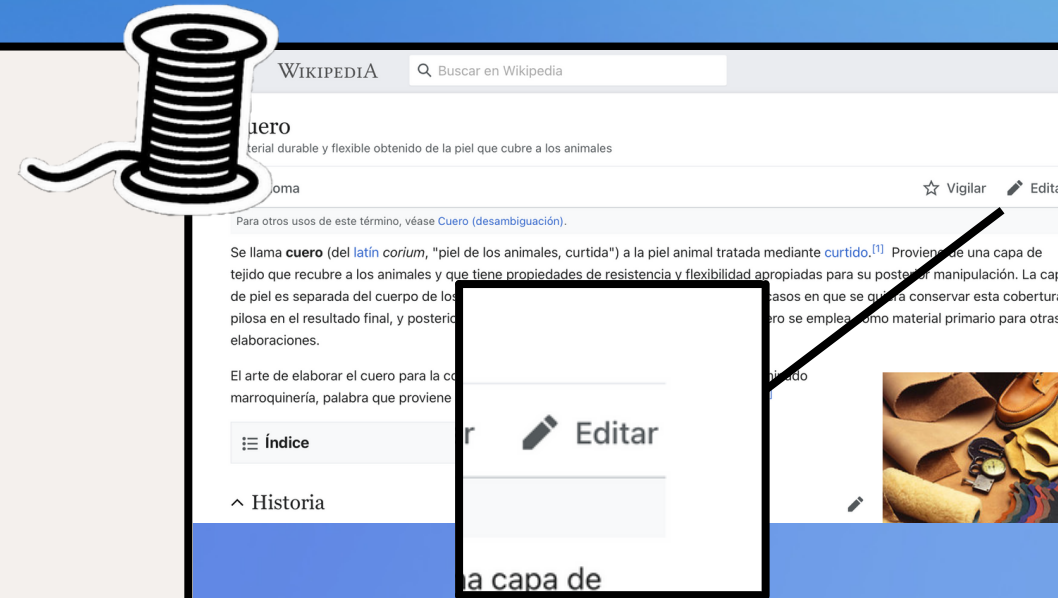 WIKIPEDIA
Buscar en Wikipedia
uero
terial durable y flexible obtenido de la piel que cubre a los animales
oma
Vigilar
Edita
Para otros usos de este término, véase Cuero (desambiguación).
Se llama cuero (del latín corium, "piel de los animales, curtida") a la piel animal tratada mediante curtido.[1] Proviene de una capa de
tejido que recubre a los animales y que tiene propiedades de resistencia y flexibilidad apropiadas para su posterior manipulación. La cap
de piel es separada del cuerpo de los casos en que se quiera conservar esta cobertura
pilosa en el resultado final, y posterio ero se emplea como material primario para otras
elaboraciones.
El arte de elaborar el cuero para la co
marroquinería, palabra que proviene
Índice
Historia
r Editar
na capa de